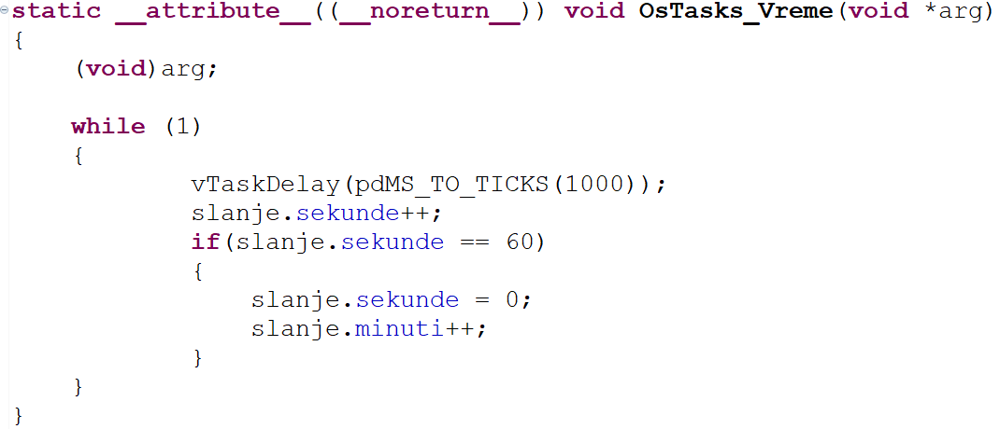 static __attribute__((__noreturn__)) void OsTasks_Vreme(void *arg)
{
    (void)arg;

    while (1)
    {
            vTaskDelay(pdMS_TO_TICKS(1000));
            slanje.sekunde++;
            if(slanje.sekunde == 60)
            {
                slanje.sekunde = 0;
                slanje.minuti++;
            }
    }
}